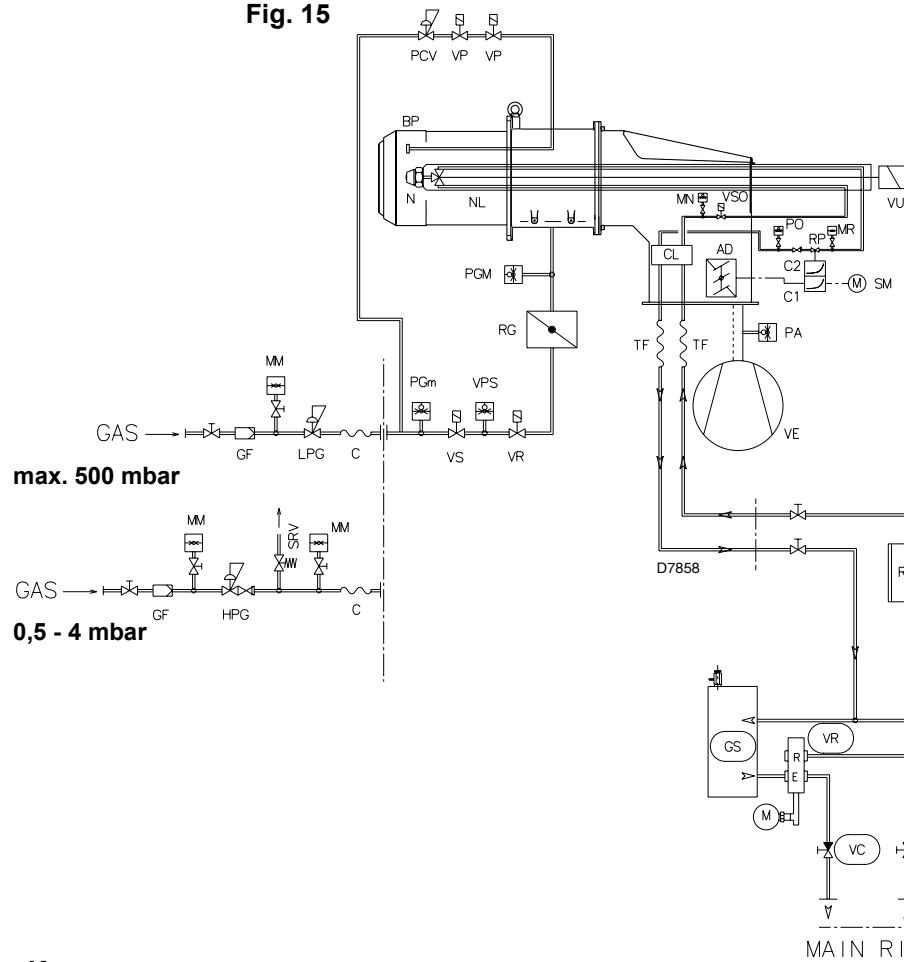 Fig. 15
PCV VP VP
BP
N NL
MN VSO
VU
PO RP MR
CL AD
C2
C1 M SM
PGM
RG
TF TF PA
VE
MM
PGm VPS
GAS
GF LPG C VS VR
max. 500 mbar
MM SRV MM
D7858
R
GAS
GF HPG C
0,5 - 4 mbar
GS VR
R
E
M
VC
MAIN RI